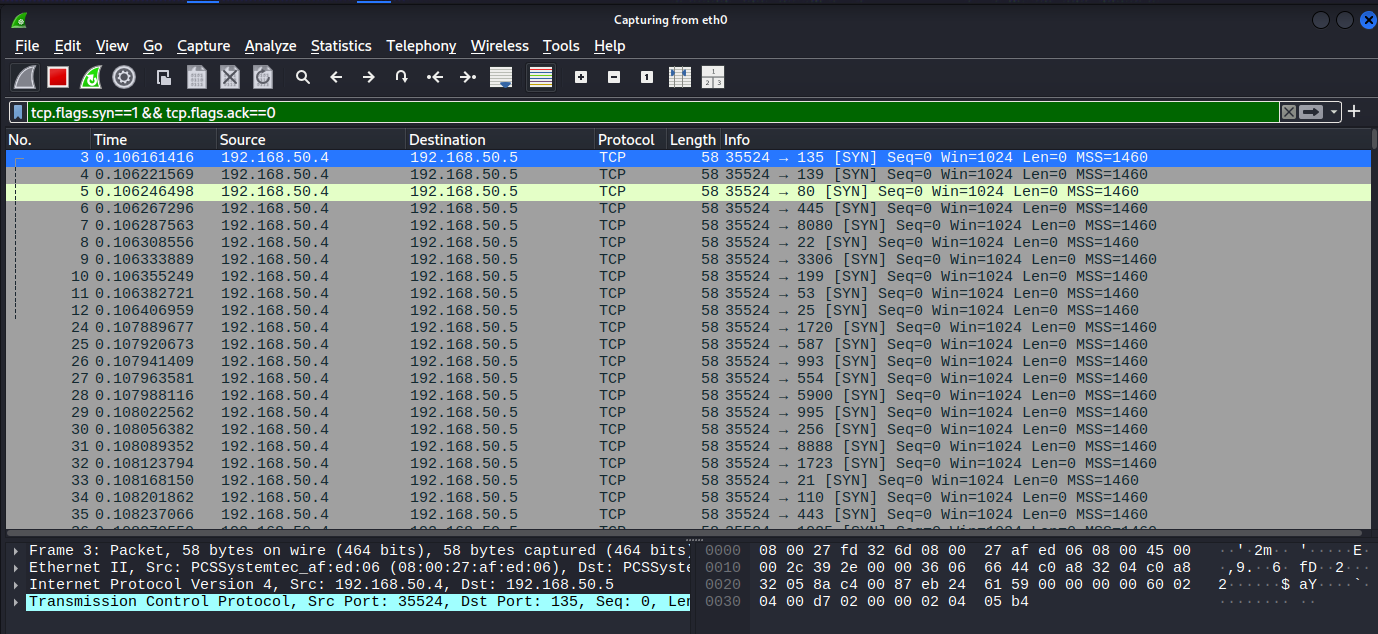 Capturing from eth0
File Edit View Go Capture Analyze Statistics Telephony Wireless Tools Help
tcp.flags.syn==1 && tcp.flags.ack==0
No. Time Source Destination Protocol Length Info
3 0.106161416 192.168.50.4 192.168.50.5 TCP 58 35524 → 135 [SYN] Seq=0 Win=1024 Len=0 MSS=1460
4 0.106221569 192.168.50.4 192.168.50.5 TCP 58 35524 → 139 [SYN] Seq=0 Win=1024 Len=0 MSS=1460
5 0.106246498 192.168.50.4 192.168.50.5 TCP 58 35524 → 80 [SYN] Seq=0 Win=1024 Len=0 MSS=1460
6 0.106267296 192.168.50.4 192.168.50.5 TCP 58 35524 → 445 [SYN] Seq=0 Win=1024 Len=0 MSS=1460
7 0.106287563 192.168.50.4 192.168.50.5 TCP 58 35524 → 8080 [SYN] Seq=0 Win=1024 Len=0 MSS=1460
8 0.106308556 192.168.50.4 192.168.50.5 TCP 58 35524 → 22 [SYN] Seq=0 Win=1024 Len=0 MSS=1460
9 0.106333889 192.168.50.4 192.168.50.5 TCP 58 35524 → 3306 [SYN] Seq=0 Win=1024 Len=0 MSS=1460
10 0.106355249 192.168.50.4 192.168.50.5 TCP 58 35524 → 199 [SYN] Seq=0 Win=1024 Len=0 MSS=1460
11 0.106382721 192.168.50.4 192.168.50.5 TCP 58 35524 → 53 [SYN] Seq=0 Win=1024 Len=0 MSS=1460
12 0.106406959 192.168.50.4 192.168.50.5 TCP 58 35524 → 25 [SYN] Seq=0 Win=1024 Len=0 MSS=1460
24 0.107889677 192.168.50.4 192.168.50.5 TCP 58 35524 → 1720 [SYN] Seq=0 Win=1024 Len=0 MSS=1460
25 0.107920673 192.168.50.4 192.168.50.5 TCP 58 35524 → 587 [SYN] Seq=0 Win=1024 Len=0 MSS=1460
26 0.107941409 192.168.50.4 192.168.50.5 TCP 58 35524 → 993 [SYN] Seq=0 Win=1024 Len=0 MSS=1460
27 0.107963581 192.168.50.4 192.168.50.5 TCP 58 35524 → 554 [SYN] Seq=0 Win=1024 Len=0 MSS=1460
28 0.107988116 192.168.50.4 192.168.50.5 TCP 58 35524 → 5900 [SYN] Seq=0 Win=1024 Len=0 MSS=1460
29 0.108022562 192.168.50.4 192.168.50.5 TCP 58 35524 → 995 [SYN] Seq=0 Win=1024 Len=0 MSS=1460
30 0.108056382 192.168.50.4 192.168.50.5 TCP 58 35524 → 256 [SYN] Seq=0 Win=1024 Len=0 MSS=1460
31 0.108089352 192.168.50.4 192.168.50.5 TCP 58 35524 → 8888 [SYN] Seq=0 Win=1024 Len=0 MSS=1460
32 0.108123794 192.168.50.4 192.168.50.5 TCP 58 35524 → 1723 [SYN] Seq=0 Win=1024 Len=0 MSS=1460
33 0.108168150 192.168.50.4 192.168.50.5 TCP 58 35524 → 21 [SYN] Seq=0 Win=1024 Len=0 MSS=1460
34 0.108201862 192.168.50.4 192.168.50.5 TCP 58 35524 → 110 [SYN] Seq=0 Win=1024 Len=0 MSS=1460
35 0.108237066 192.168.50.4 192.168.50.5 TCP 58 35524 → 443 [SYN] Seq=0 Win=1024 Len=0 MSS=1460
Frame 3: Packet, 58 bytes on wire (464 bits), 58 bytes captured (464 bits)
Ethernet II, Src: PCSSystemtec_af:ed:06 (08:00:27:af:ed:06), Dst: PCSSyste
Internet Protocol Version 4, Src: 192.168.50.4, Dst: 192.168.50.5
Transmission Control Protocol, Src Port: 35524, Dst Port: 135, Seq: 0, Ler
0000 08 00 27 fd 32 6d 08 00 27 af ed 06 08 00 45 00 ··'·2m·· '·····E·
0010 00 2c 39 2e 00 00 36 06 66 44 c0 a8 32 04 c0 a8 ·,9.··6· fD··2···
0020 32 05 8a c4 00 87 eb 24 61 59 00 00 00 00 60 02 2······$ aY····`·
0030 04 00 d7 02 00 00 02 04 05 b4 ········ ··